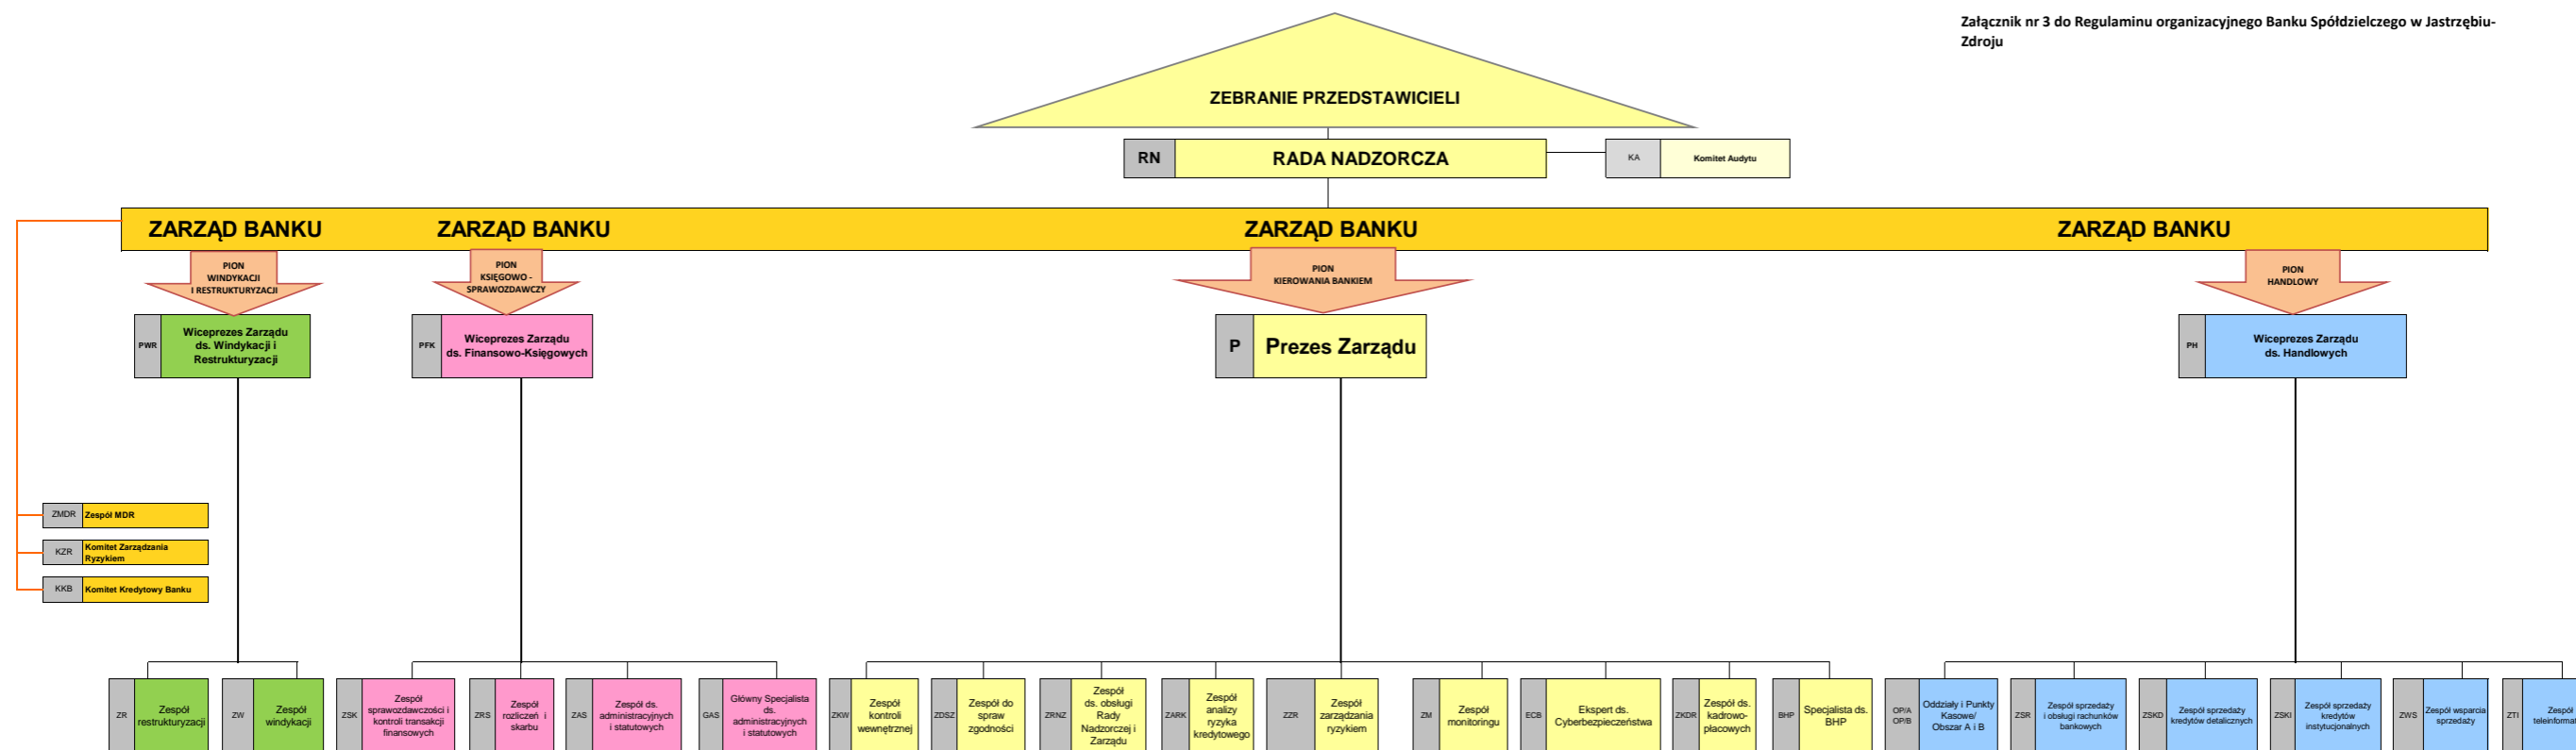 Załącznik nr 3 do Regulaminu organizacyjnego Banku Spółdzielczego w Jastrzębiu-
Zdroju
ZEBRANIE PRZEDSTAWICIELI
RN
RADA NADZORCZA
KA
Komitet Audytu
ZARZĄD BANKU
ZARZĄD BANKU
ZARZĄD BANKU
ZARZĄD BANKU
PION
WINDYKACJI
I RESTRUKTURYZACJI
PION
KSIĘGOWO -
SPRAWOZDAWCZY
PION
KIEROWANIA BANKIEM
PION
HANDLOWY
PWR
Wiceprezes Zarządu
ds. Windykacji i
Restrukturyzacji
PFK
Wiceprezes Zarządu
ds. Finansowo-Księgowych
P
Prezes Zarządu
PH
Wiceprezes Zarządu
ds. Handlowych
ZMDR
Zespół MDR
KZR
Komitet Zarządzania
Ryzykiem
KKB
Komitet Kredytowy Banku
ZR
Zespół
restrukturyzacji
ZW
Zespół
windykacji
ZSK
Zespół
sprawozdawczości i
kontroli transakcji
finansowych
ZRS
Zespół
rozliczeń i
skarbu
ZAS
Zespół ds.
administracyjnych
i statutowych
GAS
Główny Specjalista
ds.
administracyjnych
i statutowych
ZKW
Zespół
kontroli
wewnętrznej
ZDSZ
Zespół do
spraw
zgodności
ZRNZ
Zespół
ds. obsługi
Rady
Nadzorczej i
Zarządu
ZARK
Zespół
analizy
ryzyka
kredytowego
ZZR
Zespół
zarządzania
ryzykiem
ZM
Zespół
monitoringu
ECB
Ekspert ds.
Cyberbezpieczeństwa
ZKDR
Zespół ds.
kadrowo-
płacowych
BHP
Specjalista ds.
BHP
OP/A
OP/B
Oddziały i Punkty
Kasowe/
Obszar A i B
ZSR
Zespół sprzedaży
i obsługi rachunków
bankowych
ZSKD
Zespół sprzedaży
kredytów detalicznych
ZSKI
Zespół sprzedaży
kredytów
instytucjonalnych
ZWS
Zespół wsparcia
sprzedaży
ZTI
Zespół